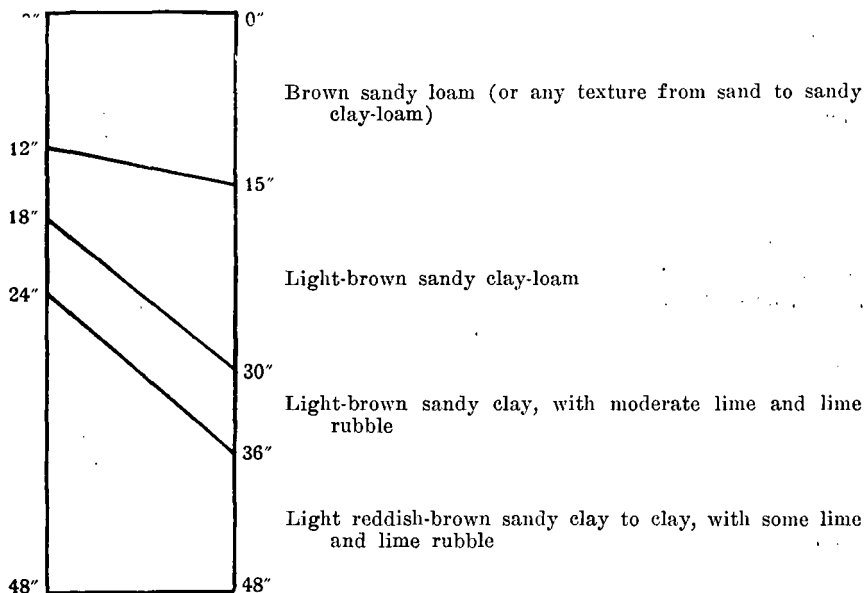 0″
Brown sandy loam (or any texture from sand to sandy
clay-loam)
12″
15″
18″
Light-brown sandy clay-loam
24″
30″
Light-brown sandy clay, with moderate lime and lime
rubble
36″
Light reddish-brown sandy clay to clay, with some lime
and lime rubble
48″ 48″